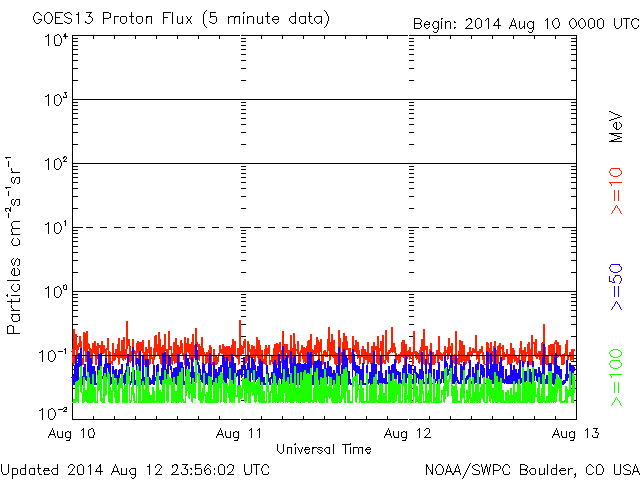 GOES13 Proton Flux (5 minute data)
Begin: 2014 Aug 10 0000 UTC
Particles cm⁻²s⁻¹sr⁻¹
10⁴
10³
10²
10¹
10⁰
10⁻¹
10⁻²
Aug 10
Aug 11
Aug 12
Aug 13
Universal Time
MeV
>=10
>=50
>=100
Updated 2014 Aug 12 23:56:02 UTC
NOAA/SWPC Boulder, CO USA